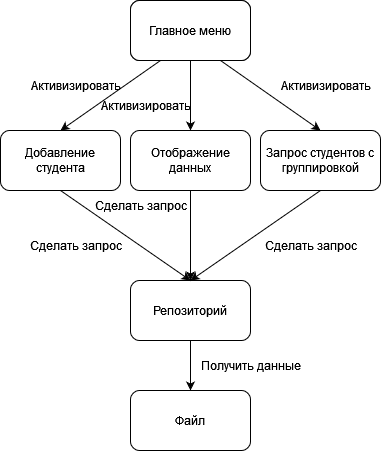 Главное меню
Активизировать
Активизировать
Активизировать
Добавление
студента
Отображение
данных
Запрос студентов с
группировкой
Сделать запрос
Сделать запрос
Сделать запрос
Репозиторий
Получить данные
Файл